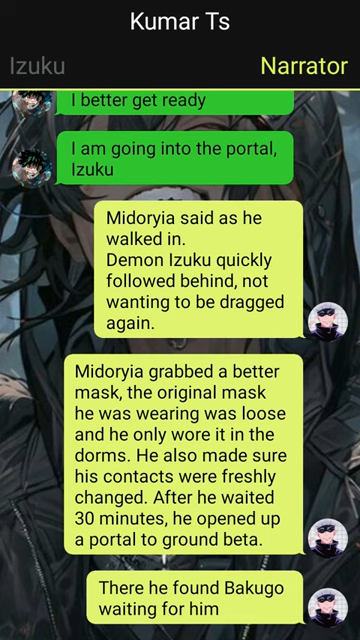 Kumar Ts
Izuku
Narrator
I better get ready
I am going into the portal,
Izuku
Midoryia said as he
walked in.
Demon Izuku quickly
followed behind, not
wanting to be dragged
again.
Midoryia grabbed a better
mask, the original mask
he was wearing was loose
and he only wore it in the
dorms. He also made sure
his contacts were freshly
changed. After he waited
30 minutes, he opened up
a portal to ground beta.
There he found Bakugo
waiting for him